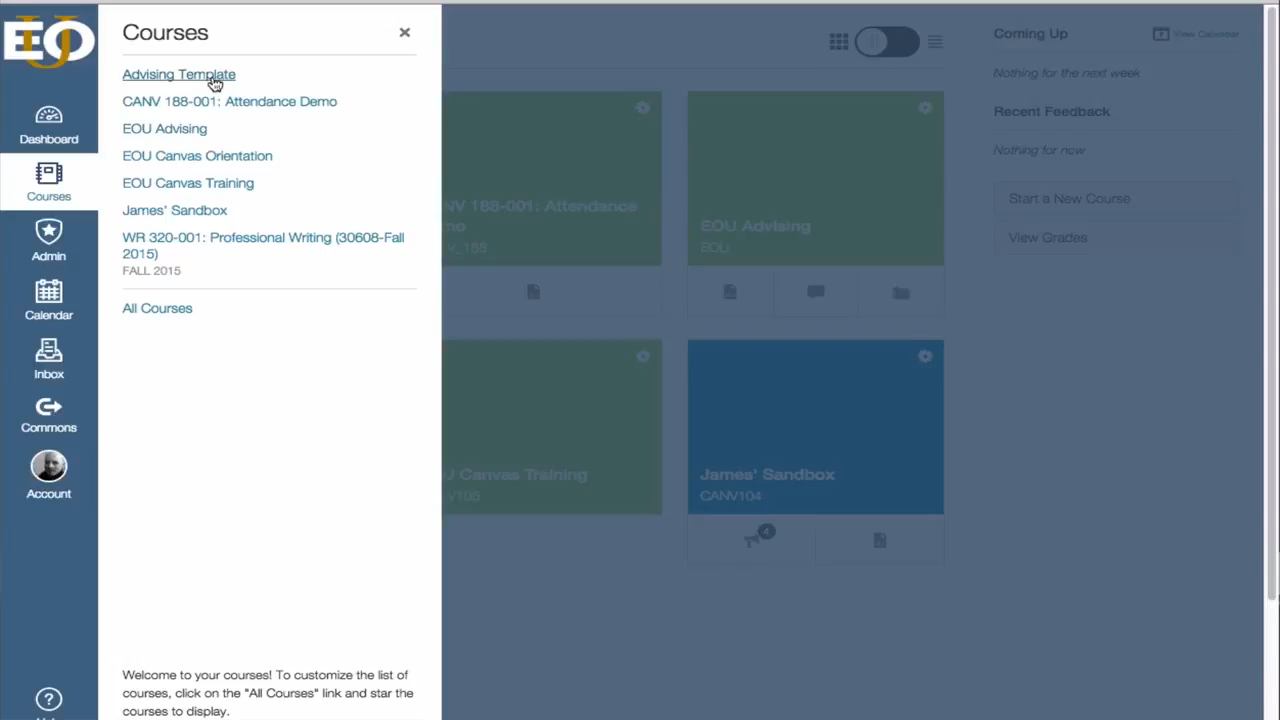 EOU
Dashboard
Courses
Admin
Calendar
Inbox
Commons
Account
Courses
Advising Template
CANV 188-001: Attendance Demo
EOU Advising
EOU Canvas Orientation
EOU Canvas Training
James' Sandbox
WR 320-001: Professional Writing (30608-Fall
2015)
FALL 2015
All Courses
Welcome to your courses! To customize the list of
courses, click on the "All Courses" link and star the
courses to display.
NV 188-001: Attendance
mo
V_188
EOU Advising
EOU
U Canvas Training
V105
James' Sandbox
CANV104
4
Coming Up
View Calendar
Nothing for the next week
Recent Feedback
Nothing for now
Start a New Course
View Grades